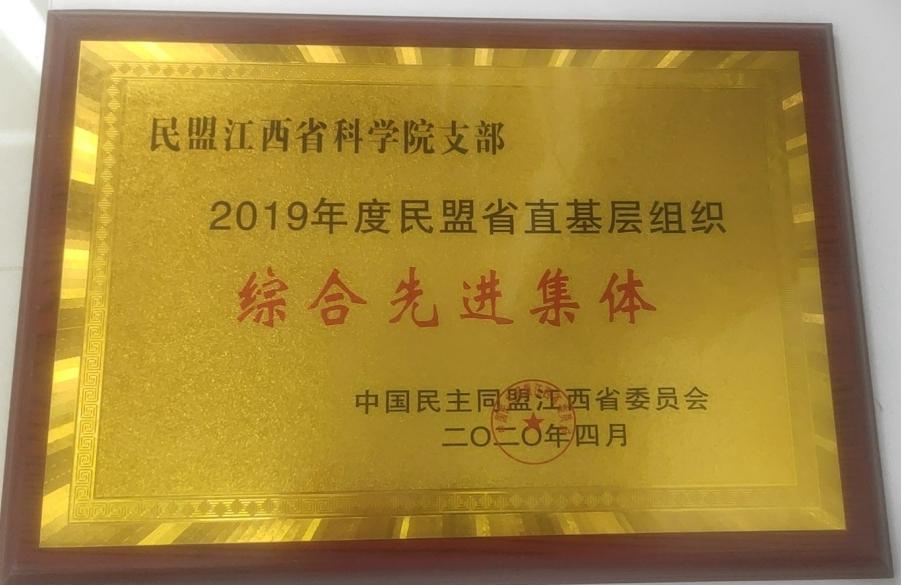 民盟江西省科学院支部
2019年度民盟省直基层组织
综合先进集体
中国民主同盟江西省委员会
二〇二〇年四月